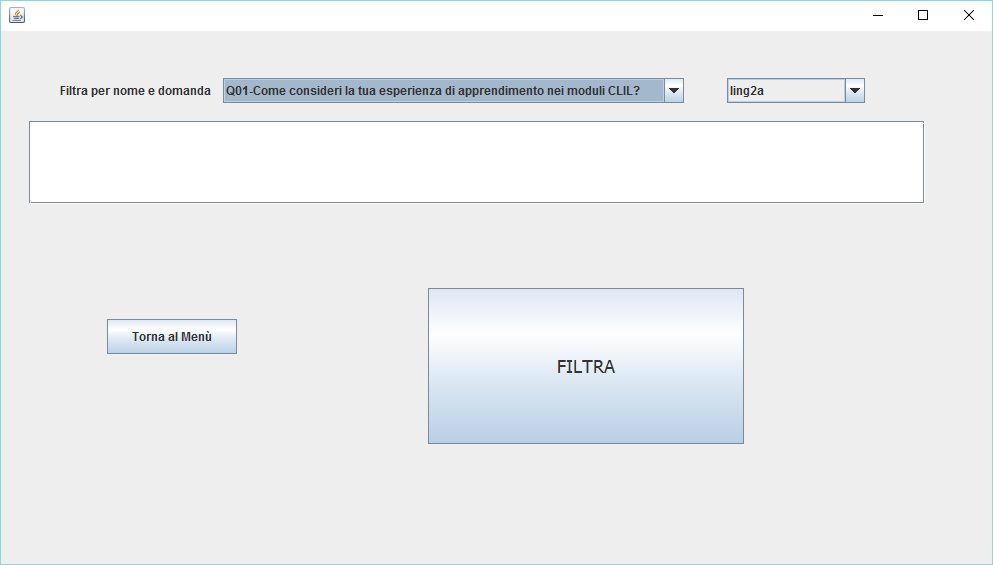 Filtra per nome e domanda
Q01-Come consideri la tua esperienza di apprendimento nei moduli CLIL?
ling2a
Torna al Menù
FILTRA